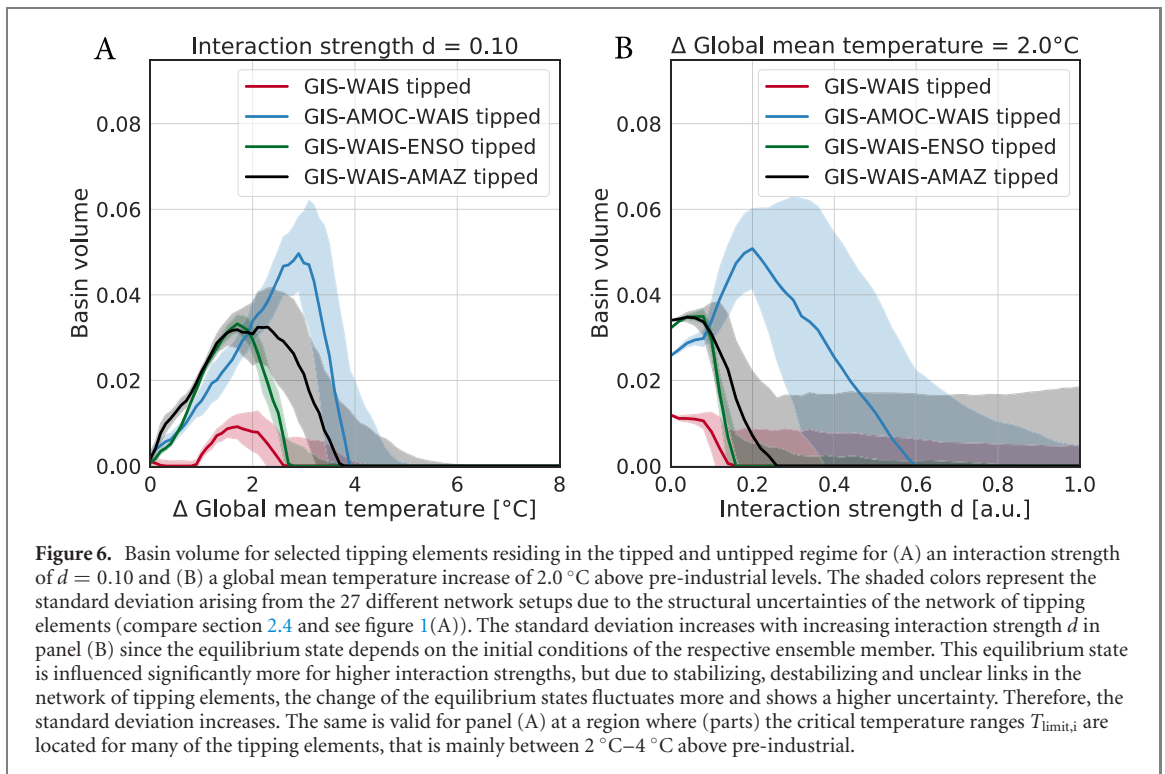 A
Interaction strength d = 0.10
GIS-WAIS tipped
GIS-AMOC-WAIS tipped
GIS-WAIS-ENSO tipped
GIS-WAIS-AMAZ tipped
Basin volume
0.08
0.06
0.04
0.02
0.00
0 2 4 6 8
Δ Global mean temperature [°C]
B
Δ Global mean temperature = 2.0°C
GIS-WAIS tipped
GIS-AMOC-WAIS tipped
GIS-WAIS-ENSO tipped
GIS-WAIS-AMAZ tipped
Basin volume
0.08
0.06
0.04
0.02
0.00
0.0 0.2 0.4 0.6 0.8 1.0
Interaction strength d [a.u.]
Figure 6. Basin volume for selected tipping elements residing in the tipped and untipped regime for (A) an interaction strength
of d = 0.10 and (B) a global mean temperature increase of 2.0 °C above pre-industrial levels. The shaded colors represent the
standard deviation arising from the 27 different network setups due to the structural uncertainties of the network of tipping
elements (compare section 2.4 and see figure 1(A)). The standard deviation increases with increasing interaction strength d in
panel (B) since the equilibrium state depends on the initial conditions of the respective ensemble member. This equilibrium state
is influenced significantly more for higher interaction strengths, but due to stabilizing, destabilizing and unclear links in the
network of tipping elements, the change of the equilibrium states fluctuates more and shows a higher uncertainty. Therefore, the
standard deviation increases. The same is valid for panel (A) at a region where (parts) the critical temperature ranges T_limit,i are
located for many of the tipping elements, that is mainly between 2 °C–4 °C above pre-industrial.